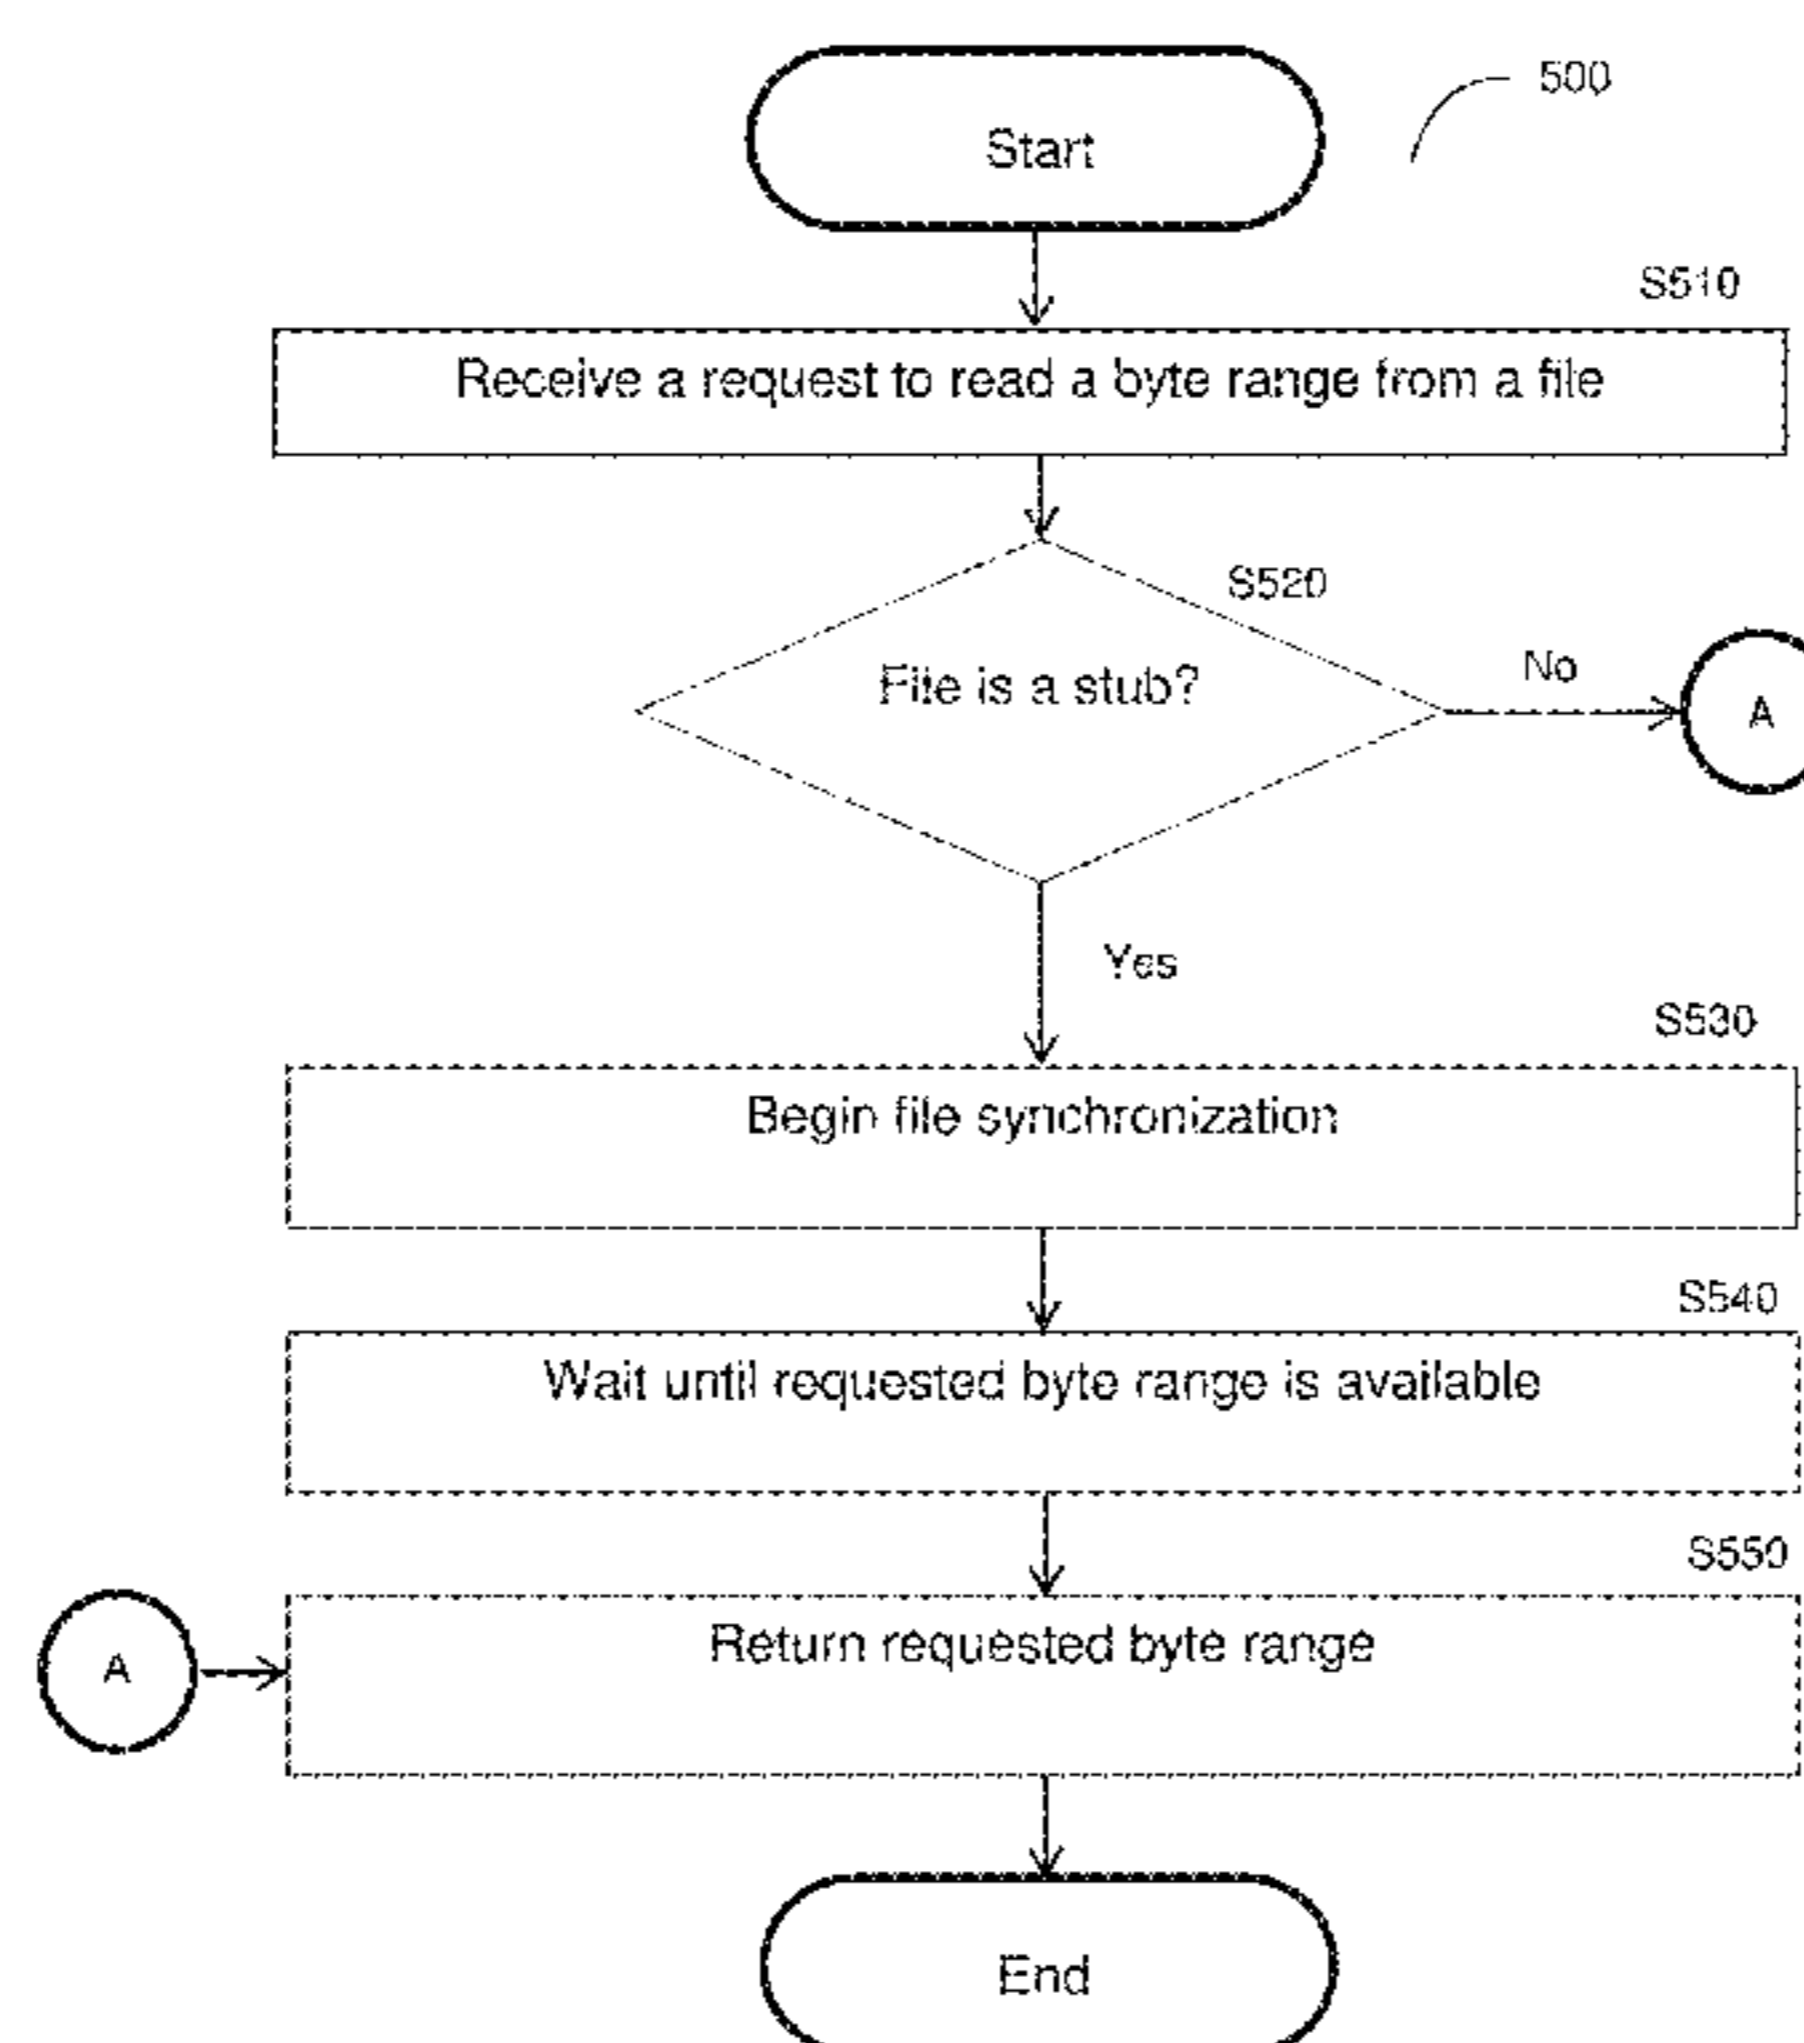 Start
500
S510
Receive a request to read a byte range from a file
S520
File is a stub?
No
A
Yes
S530
Begin file synchronization
S540
Wait until requested byte range is available
S550
A
Return requested byte range
End